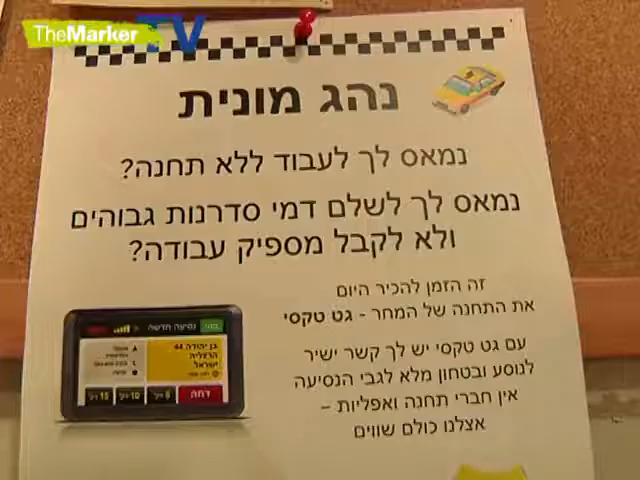 TheMarker
TV
נהג מונית
נמאס לך לעבוד ללא תחנה?
נמאס לך לשלם דמי סדרנות גבוהים
ולא לקבל מספיק עבודה?
זה הזמן להכיר היום
את התחנה של המחר - גט טקסי
עם גט טקסי יש לך קשר ישיר
לנוסע ובטחון מלא לגבי הנסיעה
אין חברי תחנה ואפליות –
אצלנו כולם שווים
נסיעה חדשה
בן יהודה 44
הרצליה
ישראל
דחה